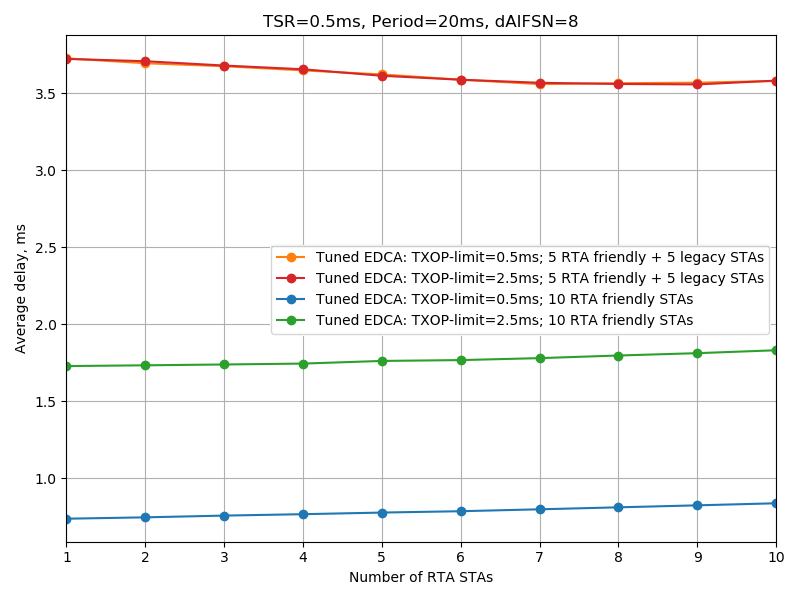 TSR=0.5ms, Period=20ms, dAIFSN=8
Average delay, ms
3.5
3.0
2.5
2.0
1.5
1.0
Tuned EDCA: TXOP-limit=0.5ms; 5 RTA friendly + 5 legacy STAs
Tuned EDCA: TXOP-limit=2.5ms; 5 RTA friendly + 5 legacy STAs
Tuned EDCA: TXOP-limit=0.5ms; 10 RTA friendly STAs
Tuned EDCA: TXOP-limit=2.5ms; 10 RTA friendly STAs
1 2 3 4 5 6 7 8 9 10
Number of RTA STAs